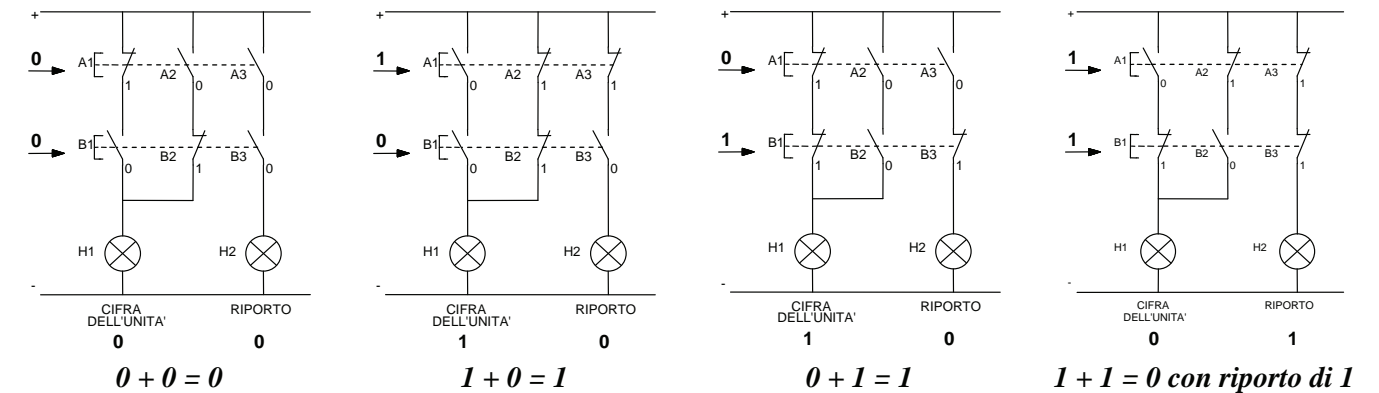 +
0
A1
1
A2
0
A3
0
0
B1
0
B2
1
B3
0
H1
H2
-
CIFRA
DELL'UNITA'
RIPORTO
0
0
0 + 0 = 0
+
1
A1
0
A2
1
A3
1
0
B1
0
B2
1
B3
0
H1
H2
-
CIFRA
DELL'UNITA'
RIPORTO
1
0
1 + 0 = 1
+
0
A1
1
A2
0
A3
0
1
B1
1
B2
0
B3
1
H1
H2
-
CIFRA
DELL'UNITA'
RIPORTO
1
0
0 + 1 = 1
+
1
A1
0
A2
1
A3
1
1
B1
1
B2
0
B3
1
H1
H2
-
CIFRA
DELL'UNITA'
RIPORTO
0
1
1 + 1 = 0 con riporto di 1